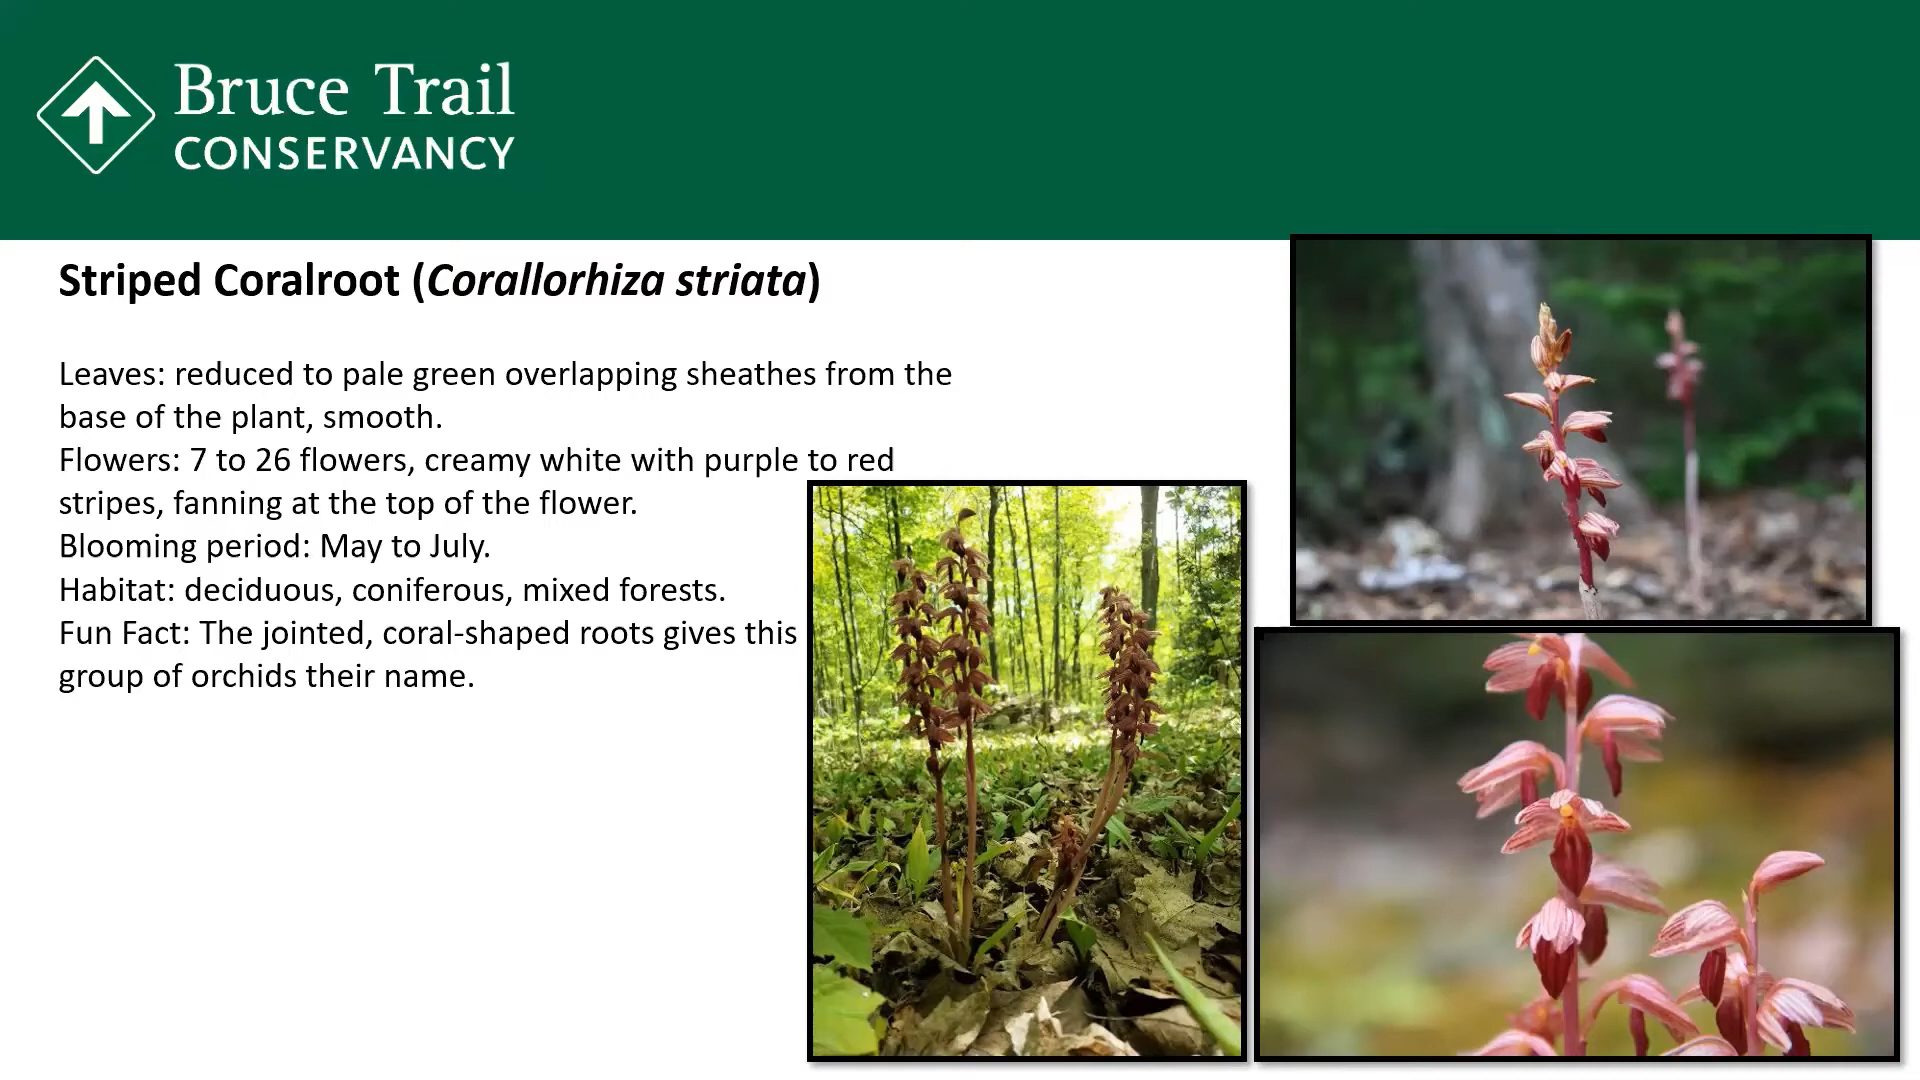 Bruce Trail
CONSERVANCY
Striped Coralroot (Corallorhiza striata)
Leaves: reduced to pale green overlapping sheathes from the
base of the plant, smooth.
Flowers: 7 to 26 flowers, creamy white with purple to red
stripes, fanning at the top of the flower.
Blooming period: May to July.
Habitat: deciduous, coniferous, mixed forests.
Fun Fact: The jointed, coral-shaped roots gives this
group of orchids their name.